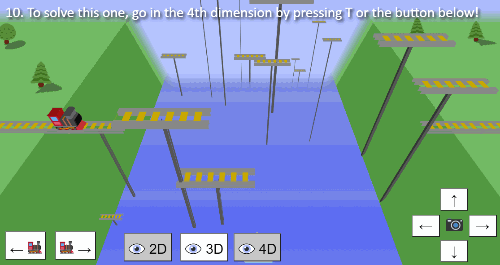 10. To solve this one, go in the 4th dimension by pressing T or the button below!
↑
← →
← → 2D 3D 4D ↓